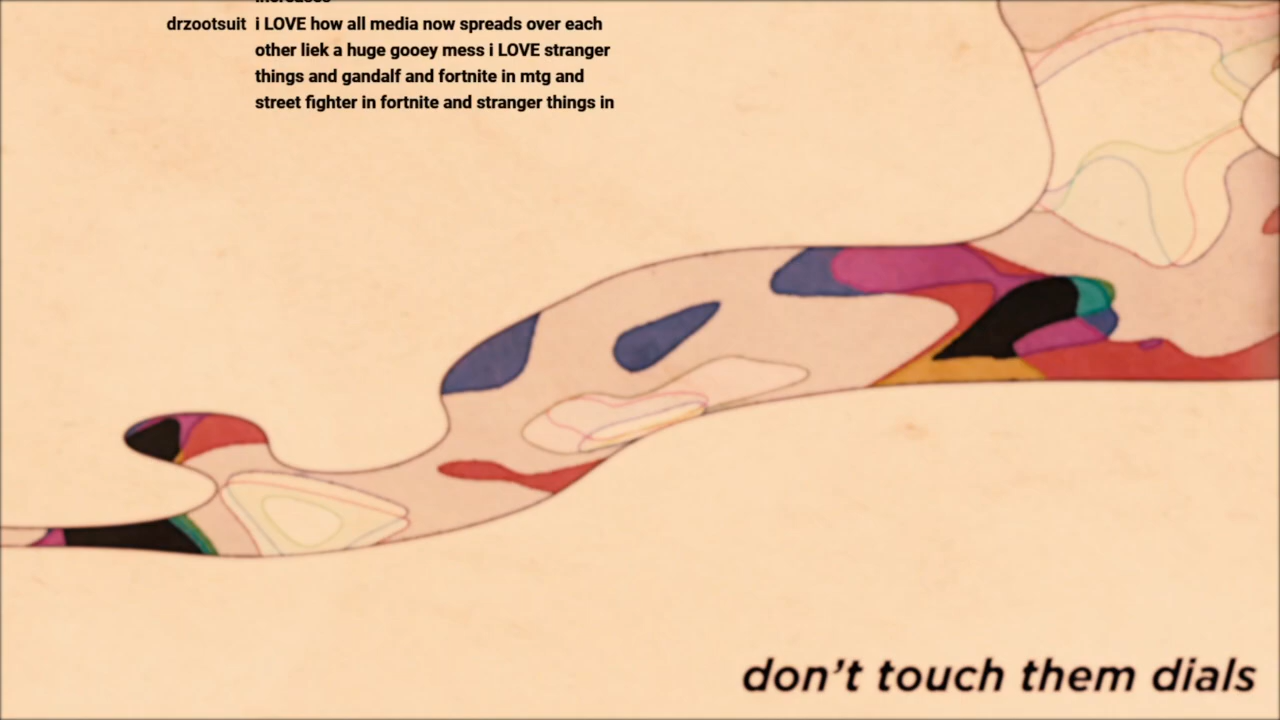 drzootsuit i LOVE how all media now spreads over each
other liek a huge gooey mess i LOVE stranger
things and gandalf and fortnite in mtg and
street fighter in fortnite and stranger things in
don't touch them dials